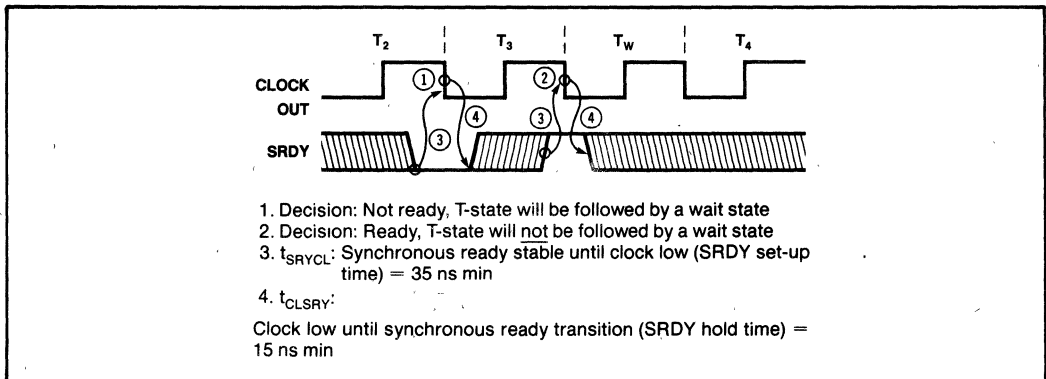 T2 T3 TW T4
CLOCK
OUT
1 2
3 4 3 4
SRDY
1. Decision: Not ready, T-state will be followed by a wait state
2. Decision: Ready, T-state will not be followed by a wait state
3. tSRYCL: Synchronous ready stable until clock low (SRDY set-up
time) = 35 ns min
4. tCLSRY:
Clock low until synchronous ready transition (SRDY hold time) =
15 ns min